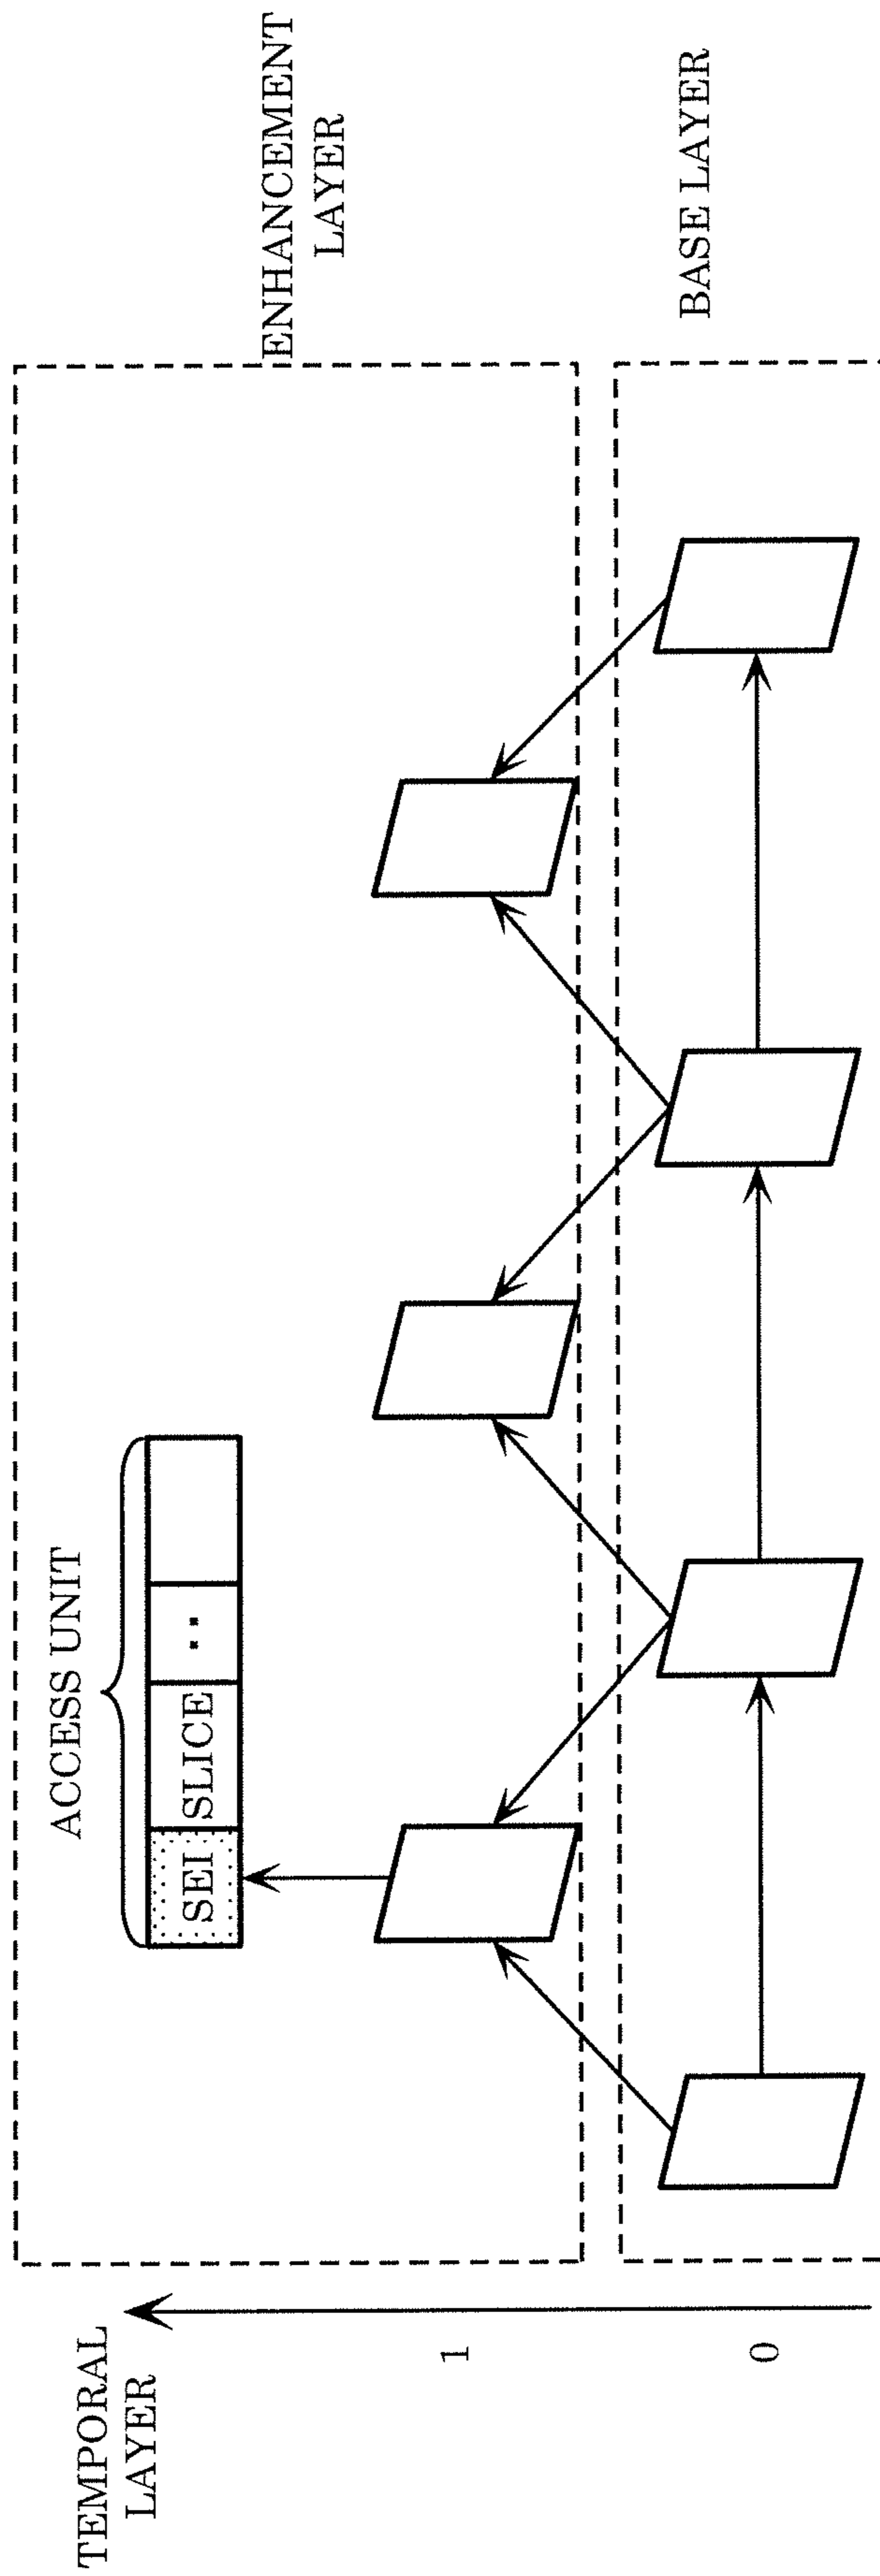 TEMPORAL
LAYER
1
0
ACCESS UNIT
SEI
SLICE
..
ENHANCEMENT
LAYER
BASE LAYER